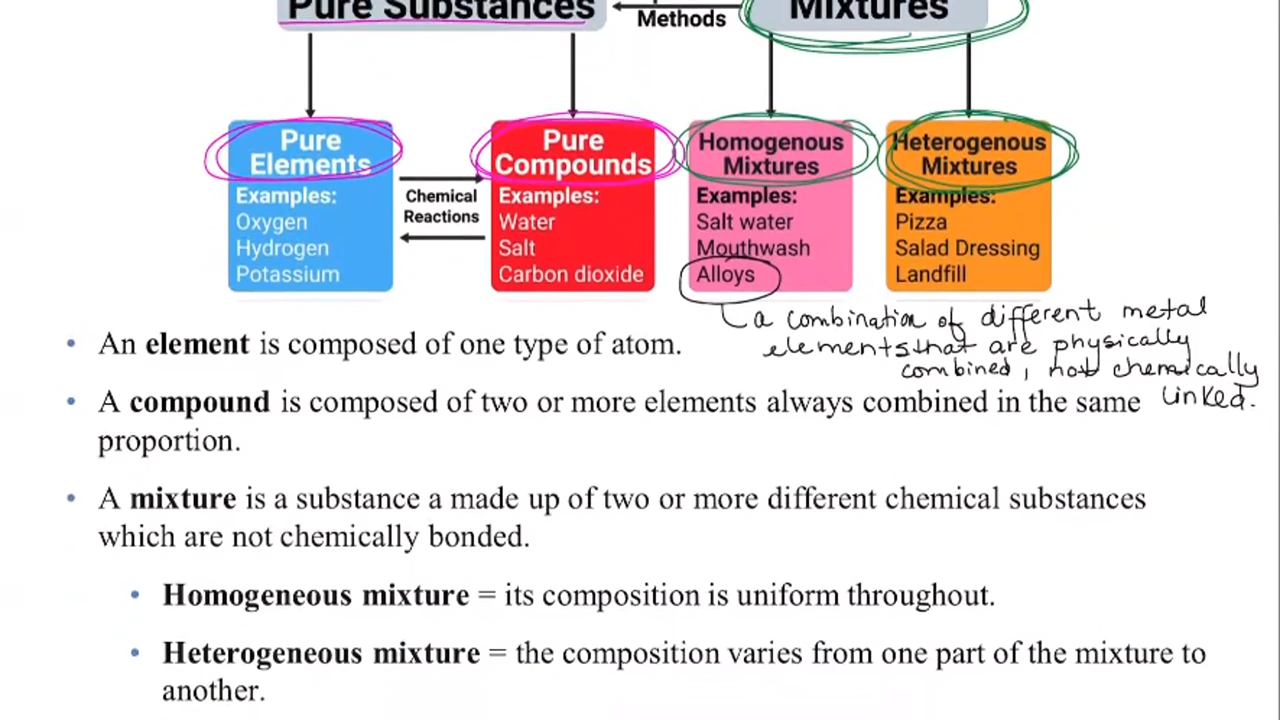 Pure Substances
Methods
Mixtures
Pure
Elements
Examples:
Oxygen
Hydrogen
Potassium
Chemical
Reactions
Pure
Compounds
Examples:
Water
Salt
Carbon dioxide
Homogenous
Mixtures
Examples:
Salt water
Mouthwash
Alloys
Heterogenous
Mixtures
Examples:
Pizza
Salad Dressing
Landfill
a combination of different metal
elements that are physically
combined, not chemically
linked.
• An element is composed of one type of atom.
• A compound is composed of two or more elements always combined in the same
proportion.
• A mixture is a substance a made up of two or more different chemical substances
which are not chemically bonded.
• Homogeneous mixture = its composition is uniform throughout.
• Heterogeneous mixture = the composition varies from one part of the mixture to
another.